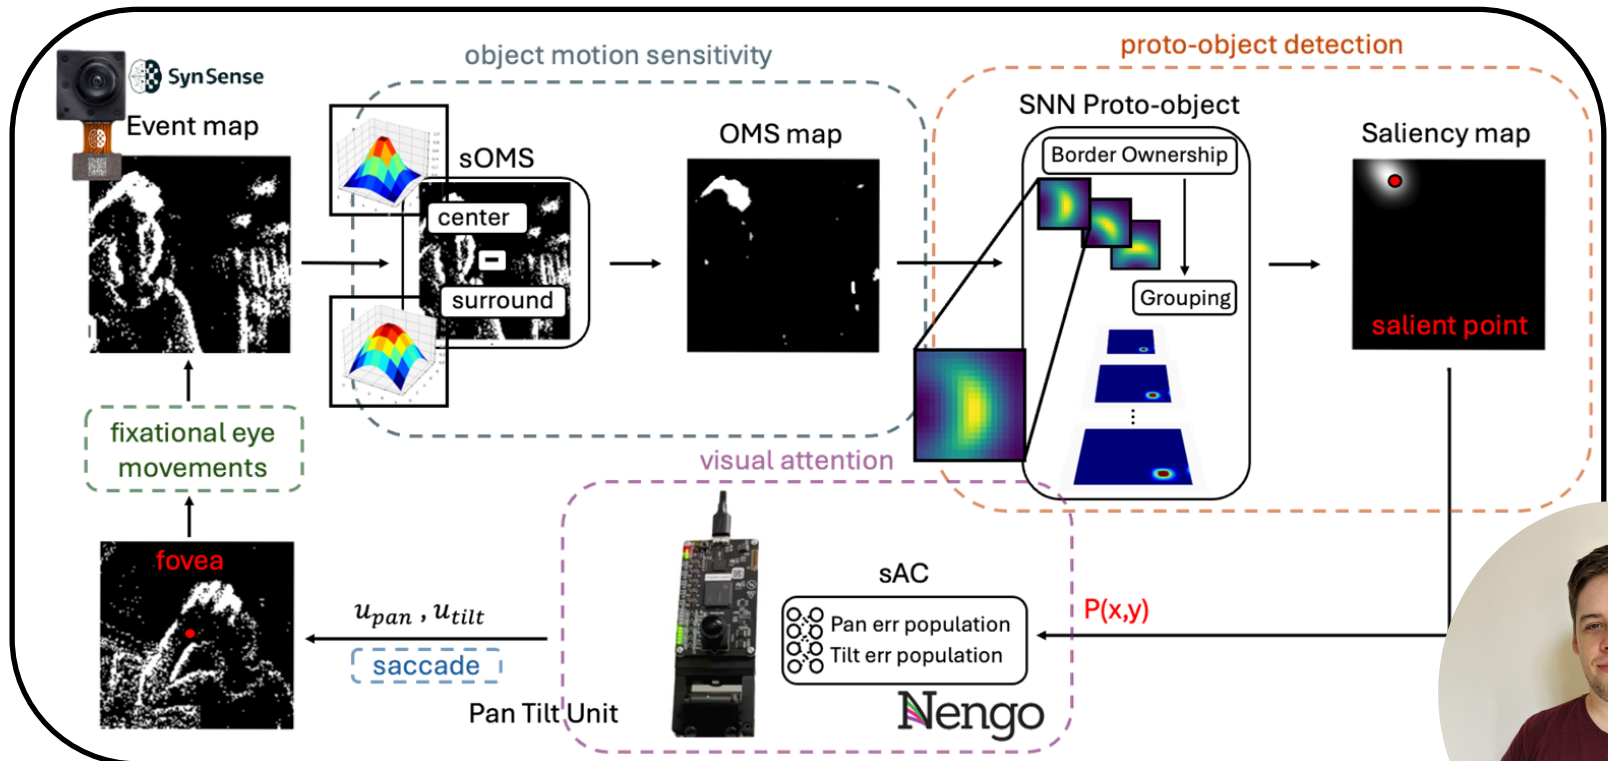 object motion sensitivity
proto-object detection
SynSense
Event map
sOMS
center
-
surround
OMS map
SNN Proto-object
Border Ownership
Grouping
Saliency map
salient point
fixational eye
movements
visual attention
fovea
u_pan , u_tilt
saccade
Pan Tilt Unit
sAC
Pan err population
Tilt err population
Nengo
P(x,y)